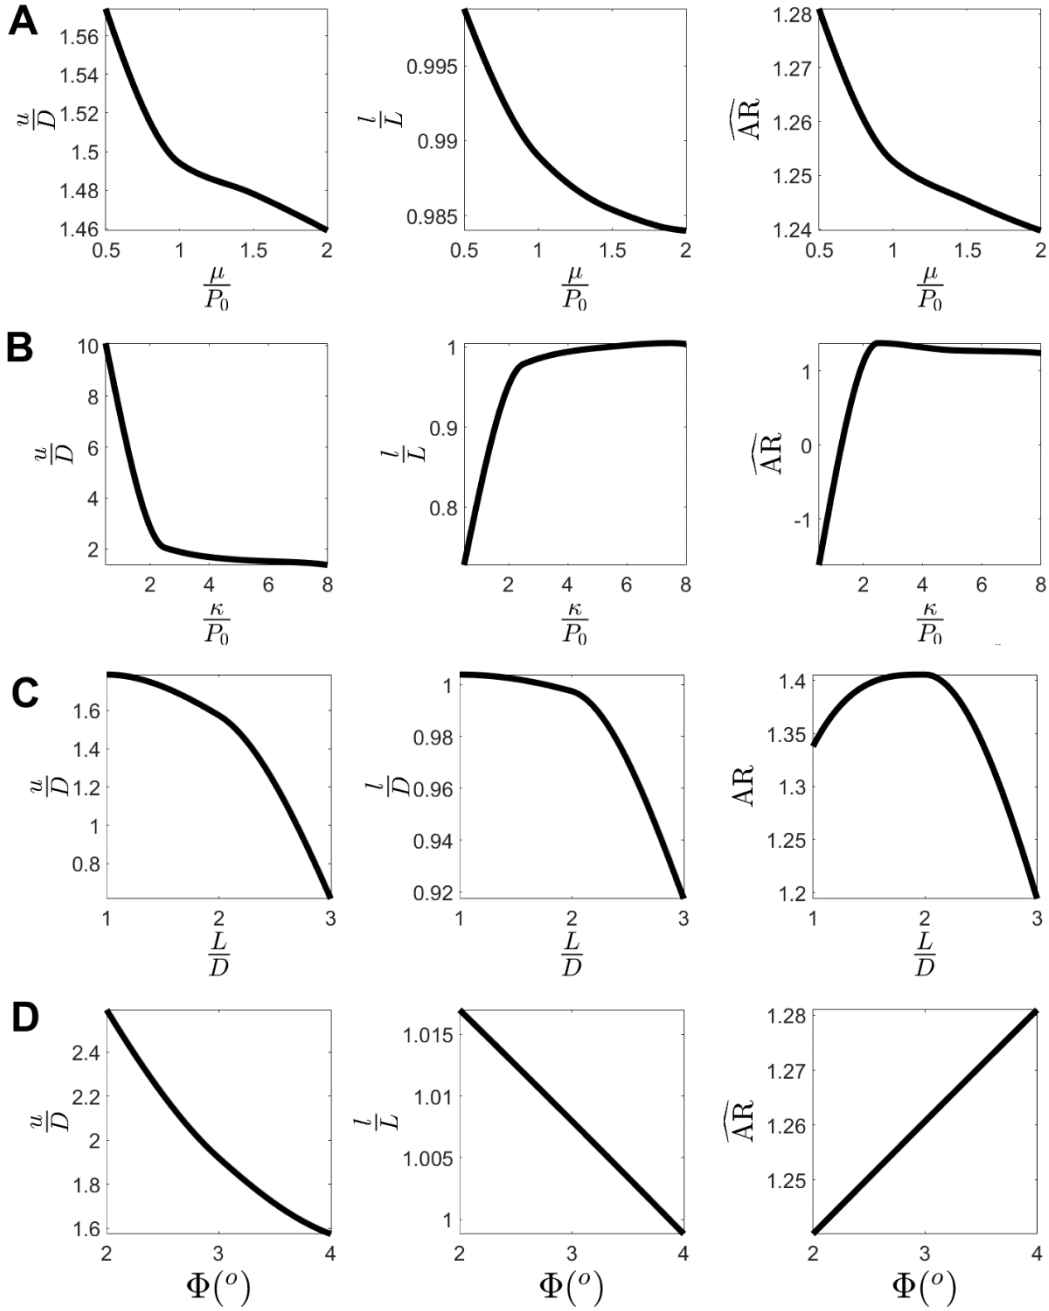 A
u/D
1.56
1.54
1.52
1.5
1.48
1.46
0.5 1 1.5 2
μ/P₀
l/L
0.995
0.99
0.985
0.5 1 1.5 2
μ/P₀
\widehat{AR}
1.28
1.27
1.26
1.25
1.24
0.5 1 1.5 2
μ/P₀
B
u/D
10
8
6
4
2
2 4 6 8
κ/P₀
l/L
1
0.9
0.8
2 4 6 8
κ/P₀
\widehat{AR}
1
0
-1
2 4 6 8
κ/P₀
C
u/D
1.6
1.4
1.2
1
0.8
1 2 3
L/D
l/D
1
0.98
0.96
0.94
0.92
1 2 3
L/D
AR
1.4
1.35
1.3
1.25
1.2
1 2 3
L/D
D
u/D
2.4
2.2
2
1.8
1.6
2 3 4
Φ(°)
l/L
1.015
1.01
1.005
1
2 3 4
Φ(°)
\widehat{AR}
1.28
1.27
1.26
1.25
2 3 4
Φ(°)